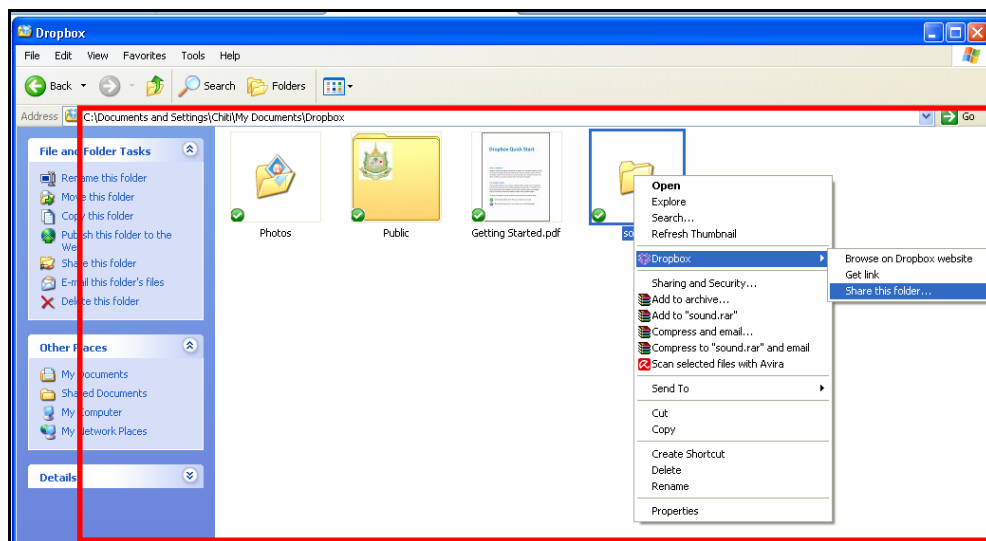 Dropbox
File Edit View Favorites Tools Help
Back Search Folders
Address C:\Documents and Settings\Chiti\My Documents\Dropbox Go
File and Folder Tasks
Rename this folder
Move this folder
Copy this folder
Publish this folder to the
Web
Share this folder
E-mail this folder's files
Delete this folder
Other Places
My Documents
Shared Documents
My Computer
My Network Places
Details
Photos
Public
Dropbox Quick Start
Getting Started.pdf
Open
Explore
Search...
Refresh Thumbnail
Dropbox
Sharing and Security...
Add to archive...
Add to "sound.rar"
Compress and email...
Compress to "sound.rar" and email
Scan selected files with Avira
Send To
Cut
Copy
Create Shortcut
Delete
Rename
Properties
Browse on Dropbox website
Get link
Share this folder...